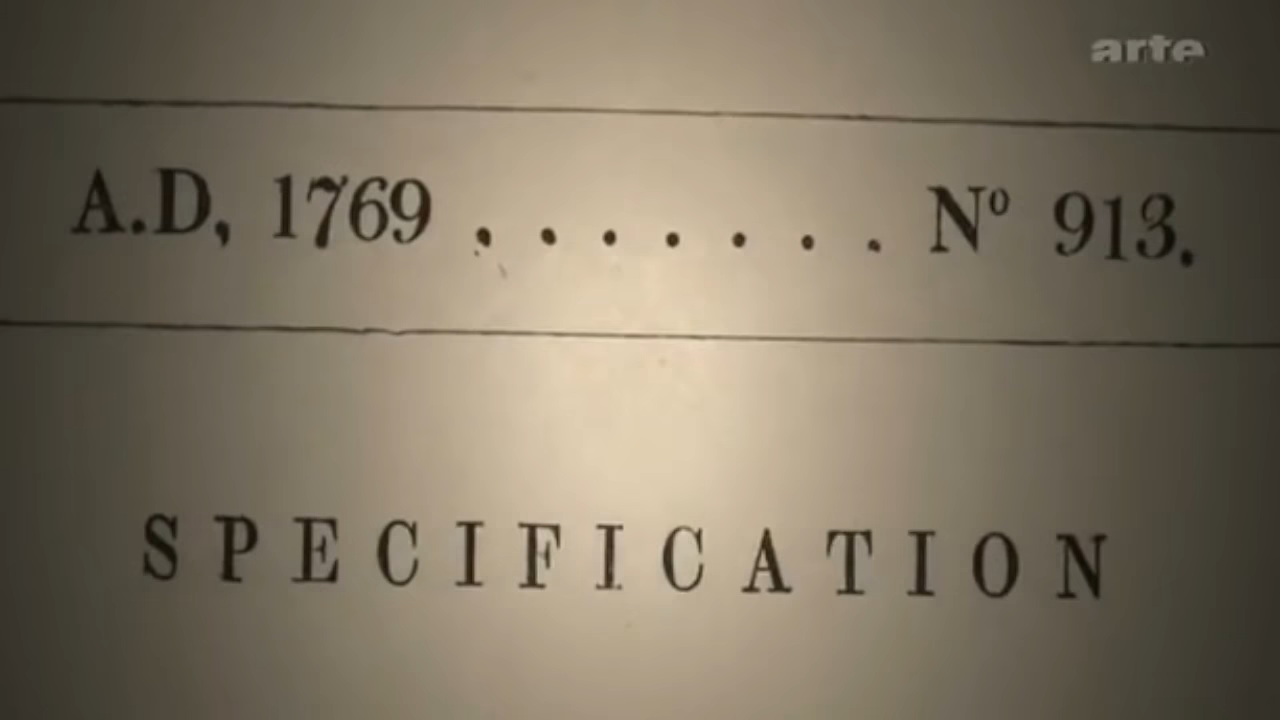 arte
A.D, 1769 . . . . . . . Nº 913.
SPECIFICATION